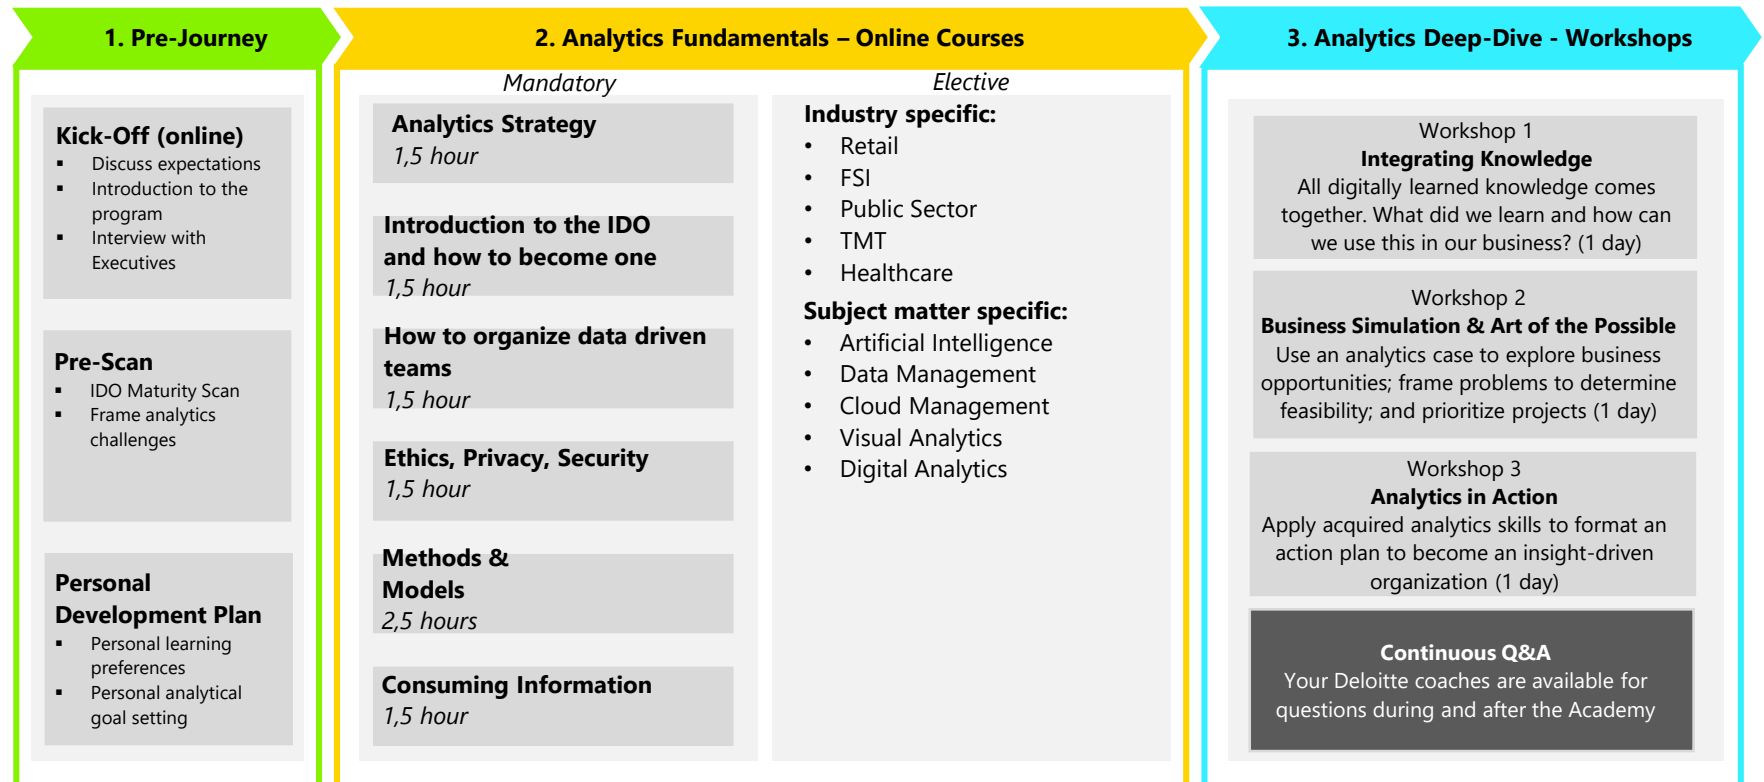 1. Pre-Journey
Kick-Off (online)
▪ Discuss expectations
▪ Introduction to the
program
▪ Interview with
Executives
Pre-Scan
▪ IDO Maturity Scan
▪ Frame analytics
challenges
Personal
Development Plan
▪ Personal learning
preferences
▪ Personal analytical
goal setting
2. Analytics Fundamentals – Online Courses
Mandatory
Analytics Strategy
1,5 hour
Introduction to the IDO
and how to become one
1,5 hour
How to organize data driven
teams
1,5 hour
Ethics, Privacy, Security
1,5 hour
Methods &
Models
2,5 hours
Consuming Information
1,5 hour
Elective
Industry specific:
• Retail
• FSI
• Public Sector
• TMT
• Healthcare
Subject matter specific:
• Artificial Intelligence
• Data Management
• Cloud Management
• Visual Analytics
• Digital Analytics
3. Analytics Deep-Dive - Workshops
Workshop 1
Integrating Knowledge
All digitally learned knowledge comes
together. What did we learn and how can
we use this in our business? (1 day)
Workshop 2
Business Simulation & Art of the Possible
Use an analytics case to explore business
opportunities; frame problems to determine
feasibility; and prioritize projects (1 day)
Workshop 3
Analytics in Action
Apply acquired analytics skills to format an
action plan to become an insight-driven
organization (1 day)
Continuous Q&A
Your Deloitte coaches are available for
questions during and after the Academy